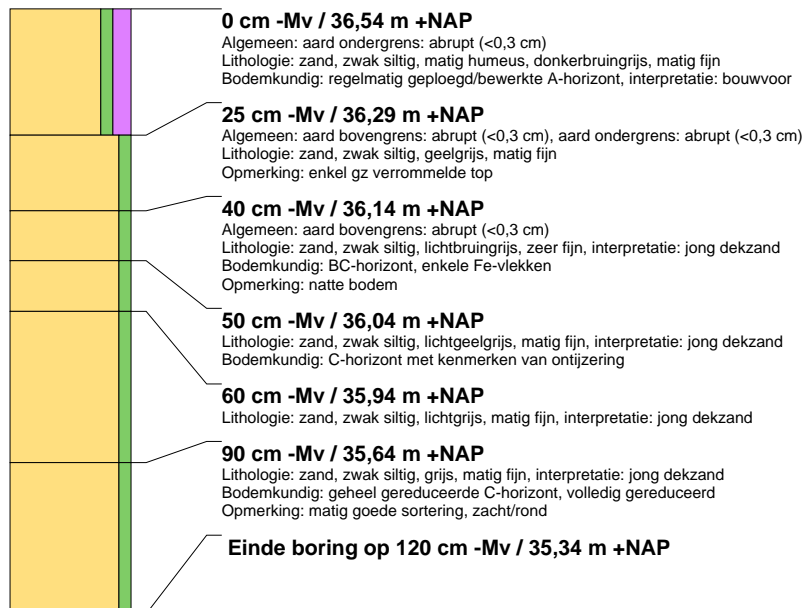 0 cm -Mv / 36,54 m +NAP
Algemeen: aard ondergrens: abrupt (<0,3 cm)
Lithologie: zand, zwak siltig, matig humeus, donkerbruingrijs, matig fijn
Bodemkundig: regelmatig geploegd/bewerkte A-horizont, interpretatie: bouwvoor
25 cm -Mv / 36,29 m +NAP
Algemeen: aard bovengrens: abrupt (<0,3 cm), aard ondergrens: abrupt (<0,3 cm)
Lithologie: zand, zwak siltig, geelgrijs, matig fijn
Opmerking: enkel gz verrommelde top
40 cm -Mv / 36,14 m +NAP
Algemeen: aard bovengrens: abrupt (<0,3 cm)
Lithologie: zand, zwak siltig, lichtbruingrijs, zeer fijn, interpretatie: jong dekzand
Bodemkundig: BC-horizont, enkele Fe-vlekken
Opmerking: natte bodem
50 cm -Mv / 36,04 m +NAP
Lithologie: zand, zwak siltig, lichtgeelgrijs, matig fijn, interpretatie: jong dekzand
Bodemkundig: C-horizont met kenmerken van ontijzering
60 cm -Mv / 35,94 m +NAP
Lithologie: zand, zwak siltig, lichtgrijs, matig fijn, interpretatie: jong dekzand
90 cm -Mv / 35,64 m +NAP
Lithologie: zand, zwak siltig, grijs, matig fijn, interpretatie: jong dekzand
Bodemkundig: geheel gereduceerde C-horizont, volledig gereduceerd
Opmerking: matig goede sortering, zacht/rond
Einde boring op 120 cm -Mv / 35,34 m +NAP